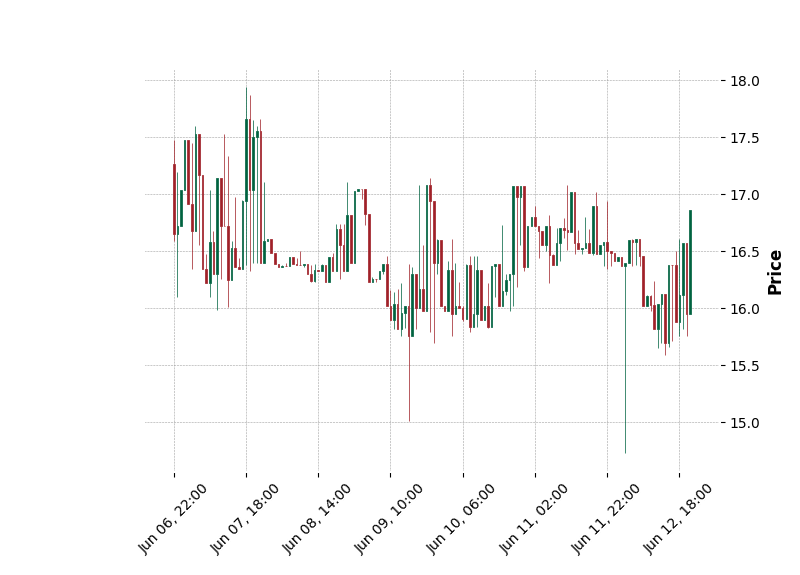 18.0
17.5
17.0
16.5
16.0
15.5
15.0
Price
Jun 06, 22:00
Jun 07, 18:00
Jun 08, 14:00
Jun 09, 10:00
Jun 10, 06:00
Jun 11, 02:00
Jun 11, 22:00
Jun 12, 18:00